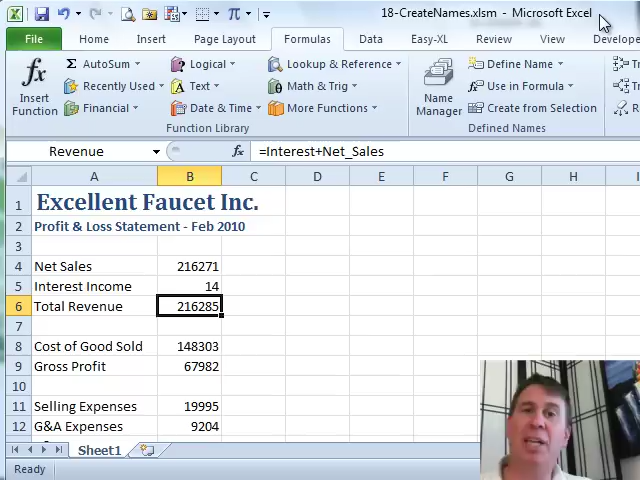 18-CreateNames.xlsm - Microsoft Excel
File Home Insert Formulas Data Easy-XL Review View Develope
Insert Function
AutoSum
Recently Used
Financial
Logical
Text
Date & Time
Lookup & Reference
Math & Trig
More Functions
Function Library
Name Manager
Define Name
Use in Formula
Create from Selection
Defined Names
Revenue fx =Interest+Net_Sales
A B C D E F G H
1 Excellent Faucet Inc.
2 Profit & Loss Statement - Feb 2010
3
4 Net Sales 216271
5 Interest Income 14
6 Total Revenue 216285
7
8 Cost of Good Sold 148303
9 Gross Profit 67982
10
11 Selling Expenses 19995
12 G&A Expenses 9204
Sheet1
Ready